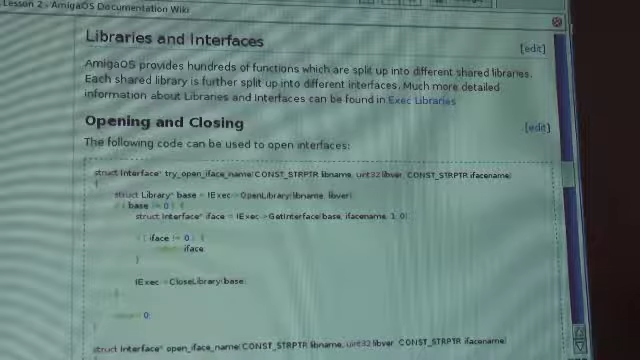 Lesson 2 - AmigaOS Documentation Wiki
Libraries and Interfaces
[edit]
AmigaOS provides hundreds of functions which are split up into different shared libraries.
Each shared library is further split up into different interfaces. Much more detailed
information about Libraries and Interfaces can be found in Exec Libraries
Opening and Closing
[edit]
The following code can be used to open interfaces:
struct Interface* try_open_iface_name(CONST_STRPTR libname, uint32 libver, CONST_STRPTR ifacename)
{
struct Library* base = IExec->OpenLibrary(libname, libver)
base != 0) {
struct Interface* iface = IExec->GetInterface(base, ifacename, 1, 0)
(iface != 0) {
iface;
}
IExec->CloseLibrary(base)
0;
}
struct Interface* open_iface_name(CONST_STRPTR libname, uint32 libver, CONST_STRPTR ifacename)